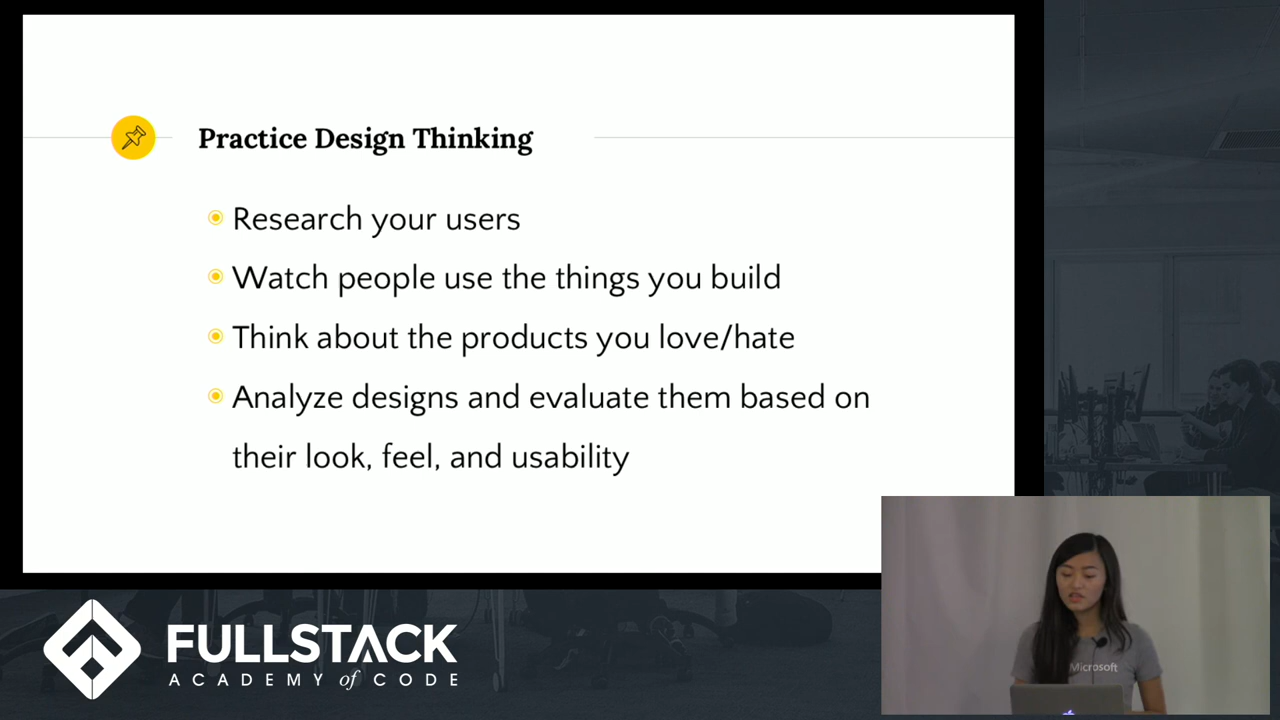 Practice Design Thinking
Research your users
Watch people use the things you build
Think about the products you love/hate
Analyze designs and evaluate them based on
their look, feel, and usability
FULLSTACK
ACADEMY of CODE
Microsoft